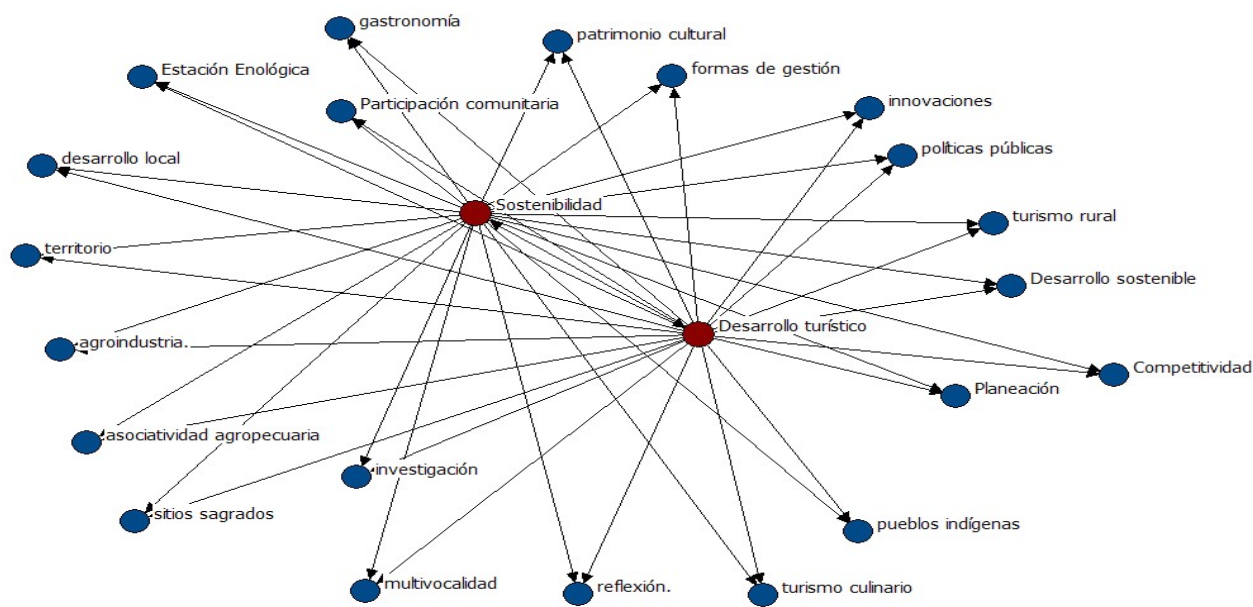 gastronomía
patrimonio cultural
Estación Enológica
formas de gestión
Participación comunitaria
innovaciones
políticas públicas
desarrollo local
Sostenibilidad
turismo rural
territorio
Desarrollo sostenible
Desarrollo turístico
agroindustria.
Competitividad
Planeación
asociatividad agropecuaria
investigación
sitios sagrados
pueblos indígenas
multivocalidad
reflexión.
turismo culinario